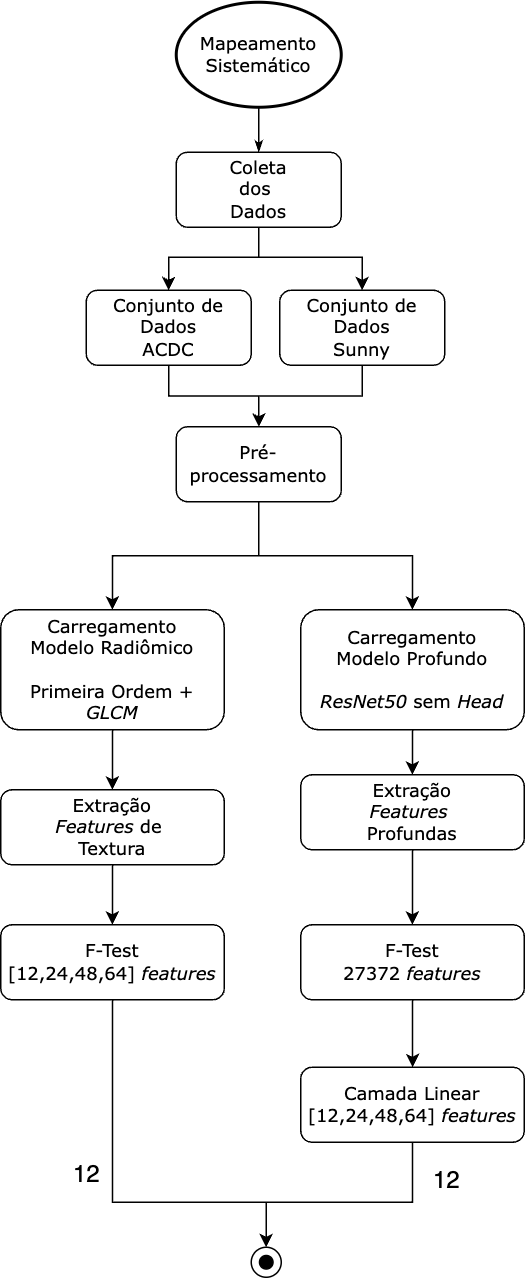 Mapeamento
Sistemático
Coleta
dos
Dados
Conjunto de
Dados
ACDC
Conjunto de
Dados
Sunny
Pré-
processamento
Carregamento
Modelo Radiômico
Primeira Ordem +
GLCM
Carregamento
Modelo Profundo
ResNet50 sem Head
Extração
Features de
Textura
Extração
Features
Profundas
F-Test
[12,24,48,64] features
F-Test
27372 features
Camada Linear
[12,24,48,64] features
12
12